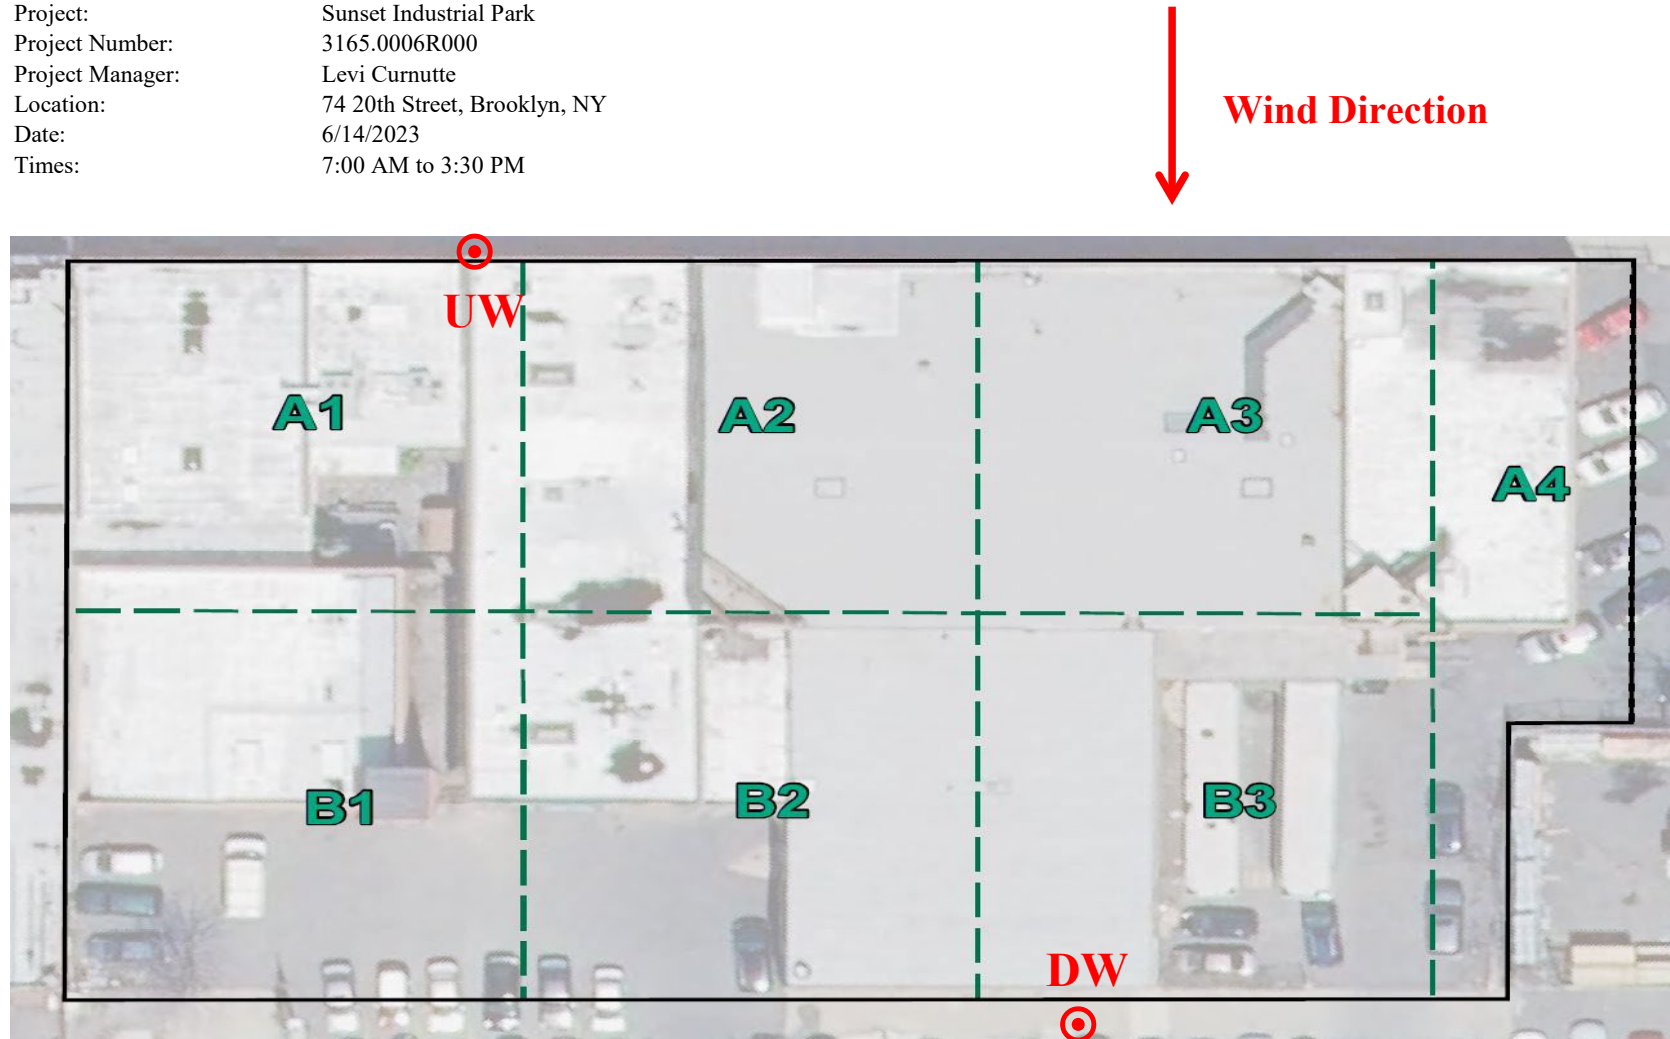 Project: Sunset Industrial Park
Project Number: 3165.0006R000
Project Manager: Levi Curnutte
Location: 74 20th Street, Brooklyn, NY
Date: 6/14/2023
Times: 7:00 AM to 3:30 PM
Wind Direction
UW
A1
A2
A3
A4
B1
B2
B3
DW